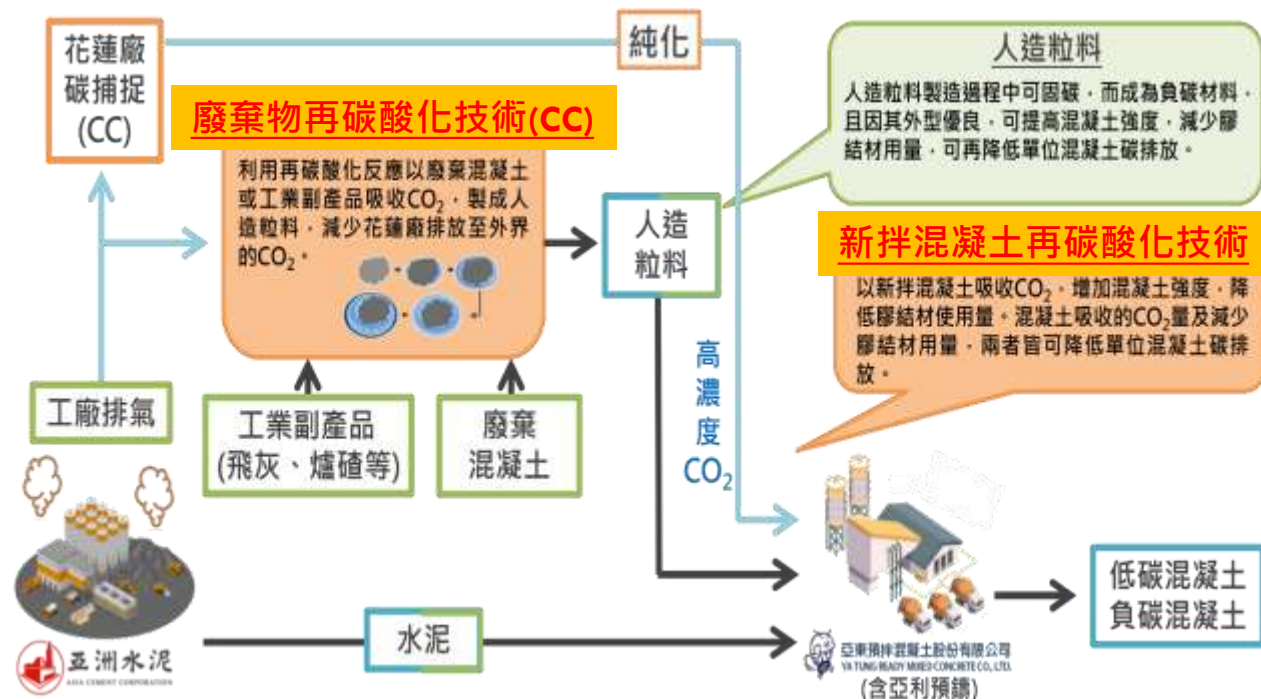 花蓮廠
碳捕捉
(CC)
純化
廢棄物再碳酸化技術(CC)
利用再碳酸化反應以廢棄混凝土
或工業副產品吸收CO₂，製成人
造粒料，減少花蓮廠排放至外界
的CO₂。
人造粒料
人造粒料製造過程中可固碳，而成為負碳材料，
且因其外型優良，可提高混凝土強度，減少膠
結材用量，可再降低單位混凝土碳排放。
人造
粒料
新拌混凝土再碳酸化技術
以新拌混凝土吸收CO₂，增加混凝土強度，降
低膠結材使用量。混凝土吸收的CO₂量及減少
膠結材用量，兩者皆可降低單位混凝土碳排
放。
高
濃
度
CO₂
工廠排氣
工業副產品
(飛灰、爐碴等)
廢棄
混凝土
亞洲水泥
ASIA CEMENT CORPORATION
水泥
亞東預拌混凝土股份有限公司
YA TUNG READY MIXED CONCRETE CO., LTD.
(含亞利預鑄)
低碳混凝土
負碳混凝土